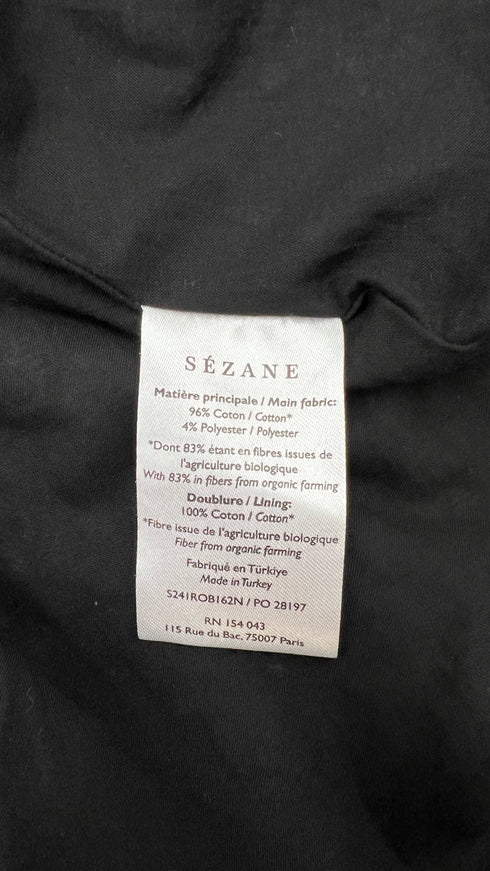 SÉZANE
Matière principale / Main fabric:
96% Coton / Cotton*
4% Polyester / Polyester
*Dont 83% étant en fibres issues de
l'agriculture biologique
With 83% in fibers from organic farming
Doublure / Lining:
100% Coton / Cotton*
*Fibre issue de l'agriculture biologique
Fiber from organic farming
Fabriqué en Türkiye
Made in Turkey
S241ROB162N / PO 28197
RN 154 043
115 Rue du Bac, 75007 Paris